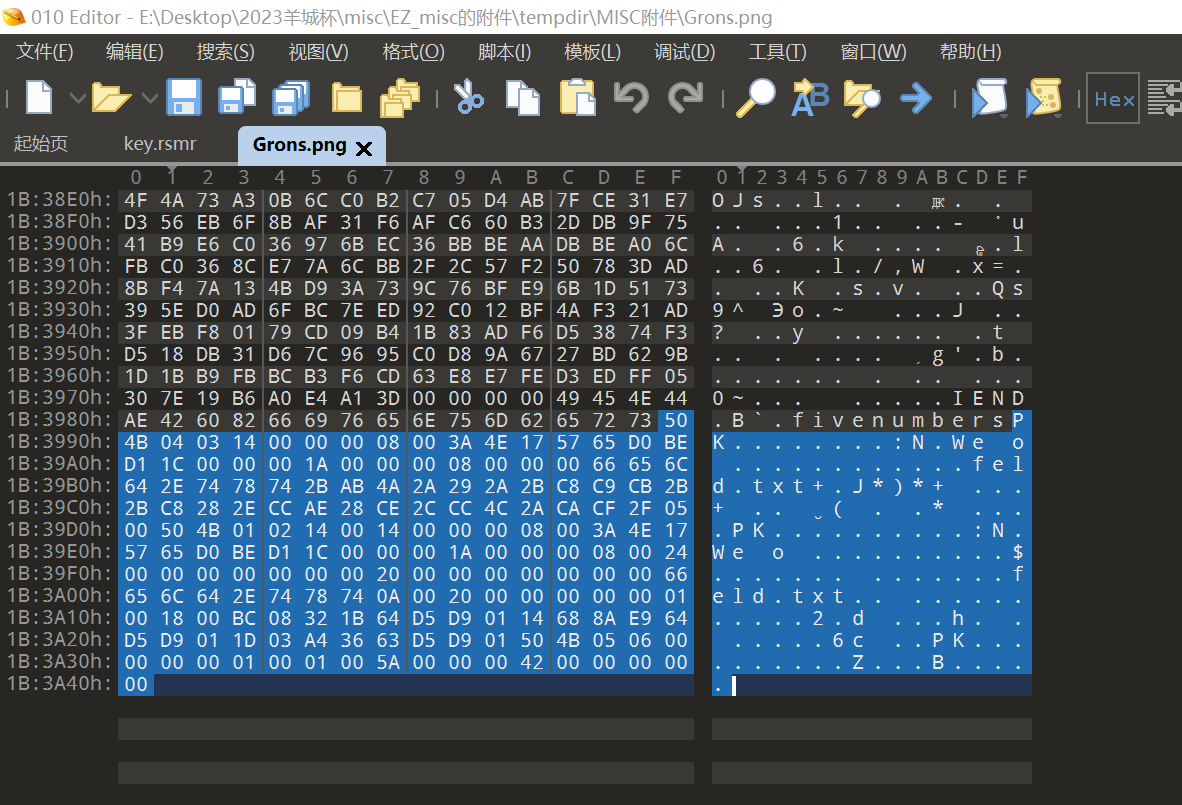 010 Editor - E:\Desktop\2023羊城杯\misc\EZ_misc的附件\tempdir\MISC附件\Grons.png
文件(F) 编辑(E) 搜索(S) 视图(V) 格式(O) 脚本(I) 模板(L) 调试(D) 工具(T) 窗口(W) 帮助(H)
Hex
起始页 key.rsmr Grons.png
0 1 2 3 4 5 6 7 8 9 A B C D E F 0 1 2 3 4 5 6 7 8 9 A B C D E F
1B:38E0h: 4F 4A 73 A3 0B 6C C0 B2 C7 05 D4 AB 7F CE 31 E7 OJs..l.. .
1B:38F0h: D3 56 EB 6F 8B AF 31 F6 AF C6 60 B3 2D DB 9F 75 .. ...1.. ..- u
1B:3900h: 41 B9 E6 C0 36 97 6B EC 36 BB BE AA DB BE A0 6C A. .6.k .... .l
1B:3910h: FB C0 36 8C E7 7A 6C BB 2F 2C 57 F2 50 78 3D AD ..6. .l./,W .x=.
1B:3920h: 8B F4 7A 13 4B D9 3A 73 9C 76 BF E9 6B 1D 51 73 . ..K .s.v. ..Qs
1B:3930h: 39 5E D0 AD 6F BC 7E ED 92 C0 12 BF 4A F3 21 AD 9^ Эo.~ ...J ..
1B:3940h: 3F EB F8 01 79 CD 09 B4 1B 83 AD F6 D5 38 74 F3 ? ..y ..... .t
1B:3950h: D5 18 DB 31 D6 7C 96 95 C0 D8 9A 67 27 BD 62 9B .. ... .... g'.b.
1B:3960h: 1D 1B B9 FB BC B3 F6 CD 63 E8 E7 FE D3 ED FF 05 ....... . .. ...
1B:3970h: 30 7E 19 B6 A0 E4 A1 3D 00 00 00 00 49 45 4E 44 0~... .....IEND
1B:3980h: AE 42 60 82 66 69 76 65 6E 75 6D 62 65 72 73 50 .B`.fivenumbersP
1B:3990h: 4B 04 03 14 00 00 00 08 00 3A 4E 17 57 65 D0 BE K........:N.We о
1B:39A0h: D1 1C 00 00 00 1A 00 00 00 08 00 00 00 66 65 6C .............fel
1B:39B0h: 64 2E 74 78 74 2B AB 4A 2A 29 2A 2B C8 C9 CB 2B d.txt+.J*)*+ ...
1B:39C0h: 2B C8 28 2E CC AE 28 CE 2C CC 4C 2A CA CF 2F 05 + .. ( . .* ...
1B:39D0h: 00 50 4B 01 02 14 00 14 00 00 00 08 00 3A 4E 17 .PK..........:N.
1B:39E0h: 57 65 D0 BE D1 1C 00 00 00 1A 00 00 00 08 00 24 We о ..........$
1B:39F0h: 00 00 00 00 00 00 20 00 00 00 00 00 00 00 00 66 ....... .......f
1B:3A00h: 65 6C 64 2E 74 78 74 0A 00 20 00 00 00 00 00 01 eld.txt.. ......
1B:3A10h: 00 18 00 BC 08 32 1B 64 D5 D9 01 14 68 8A E9 64 .....2.d ...h. .
1B:3A20h: D5 D9 01 1D 03 A4 36 63 D5 D9 01 50 4B 05 06 00 ......6c ..PK...
1B:3A30h: 00 00 00 01 00 01 00 5A 00 00 00 42 00 00 00 00 .......Z...B....
1B:3A40h: 00 .